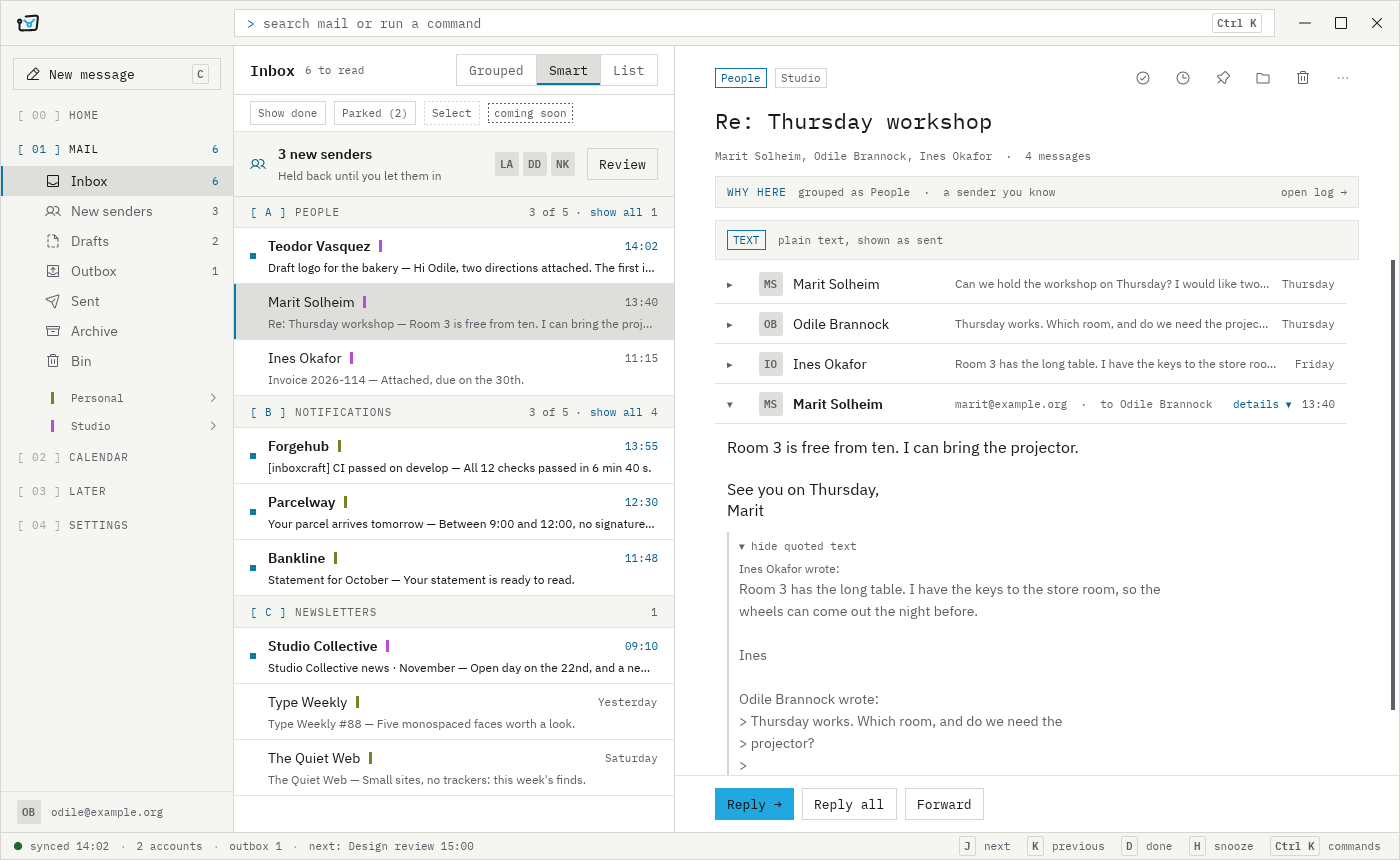 > search mail or run a command Ctrl K
New message C
[ 00 ] HOME
[ 01 ] MAIL 6
Inbox 6
New senders 3
Drafts 2
Outbox 1
Sent
Archive
Bin
Personal
Studio
[ 02 ] CALENDAR
[ 03 ] LATER
[ 04 ] SETTINGS
OB odile@example.org
Inbox 6 to read Grouped Smart List
Show done Parked (2) Select coming soon
3 new senders
Held back until you let them in
LA DD NK Review
[ A ] PEOPLE 3 of 5 · show all 1
Teodor Vasquez 14:02
Draft logo for the bakery — Hi Odile, two directions attached. The first i...
Marit Solheim 13:40
Re: Thursday workshop — Room 3 is free from ten. I can bring the proj...
Ines Okafor 11:15
Invoice 2026-114 — Attached, due on the 30th.
[ B ] NOTIFICATIONS 3 of 5 · show all 4
Forgehub 13:55
[inboxcraft] CI passed on develop — All 12 checks passed in 6 min 40 s.
Parcelway 12:30
Your parcel arrives tomorrow — Between 9:00 and 12:00, no signature...
Bankline 11:48
Statement for October — Your statement is ready to read.
[ C ] NEWSLETTERS 1
Studio Collective 09:10
Studio Collective news · November — Open day on the 22nd, and a ne...
Type Weekly Yesterday
Type Weekly #88 — Five monospaced faces worth a look.
The Quiet Web Saturday
The Quiet Web — Small sites, no trackers: this week's finds.
People Studio
Re: Thursday workshop
Marit Solheim, Odile Brannock, Ines Okafor · 4 messages
WHY HERE grouped as People · a sender you know open log →
TEXT plain text, shown as sent
▸ MS Marit Solheim Can we hold the workshop on Thursday? I would like two... Thursday
▸ OB Odile Brannock Thursday works. Which room, and do we need the projec... Thursday
▸ IO Ines Okafor Room 3 has the long table. I have the keys to the store roo... Friday
▾ MS Marit Solheim marit@example.org · to Odile Brannock details ▾ 13:40
Room 3 is free from ten. I can bring the projector.
See you on Thursday,
Marit
▾ hide quoted text
Ines Okafor wrote:
Room 3 has the long table. I have the keys to the store room, so the
wheels can come out the night before.
Ines
Odile Brannock wrote:
> Thursday works. Which room, and do we need the
> projector?
>
Reply → Reply all Forward
synced 14:02 · 2 accounts · outbox 1 · next: Design review 15:00
J next K previous D done H snooze Ctrl K commands